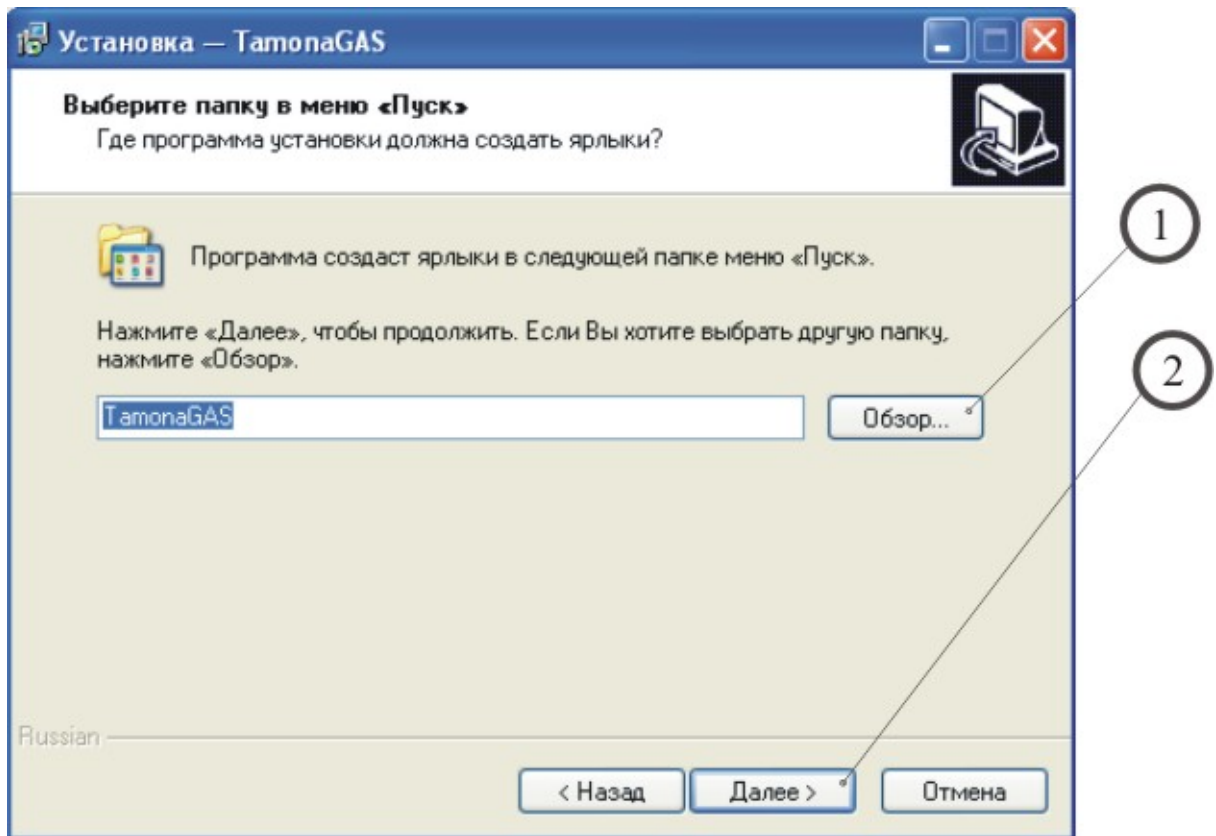 Установка — TamonaGAS
Выберите папку в меню «Пуск»
Где программа установки должна создать ярлыки?
1
Программа создаст ярлыки в следующей папке меню «Пуск».
Нажмите «Далее», чтобы продолжить. Если Вы хотите выбрать другую папку,
нажмите «Обзор».
2
TamonaGAS
Обзор...
Russian
< Назад
Далее >
Отмена